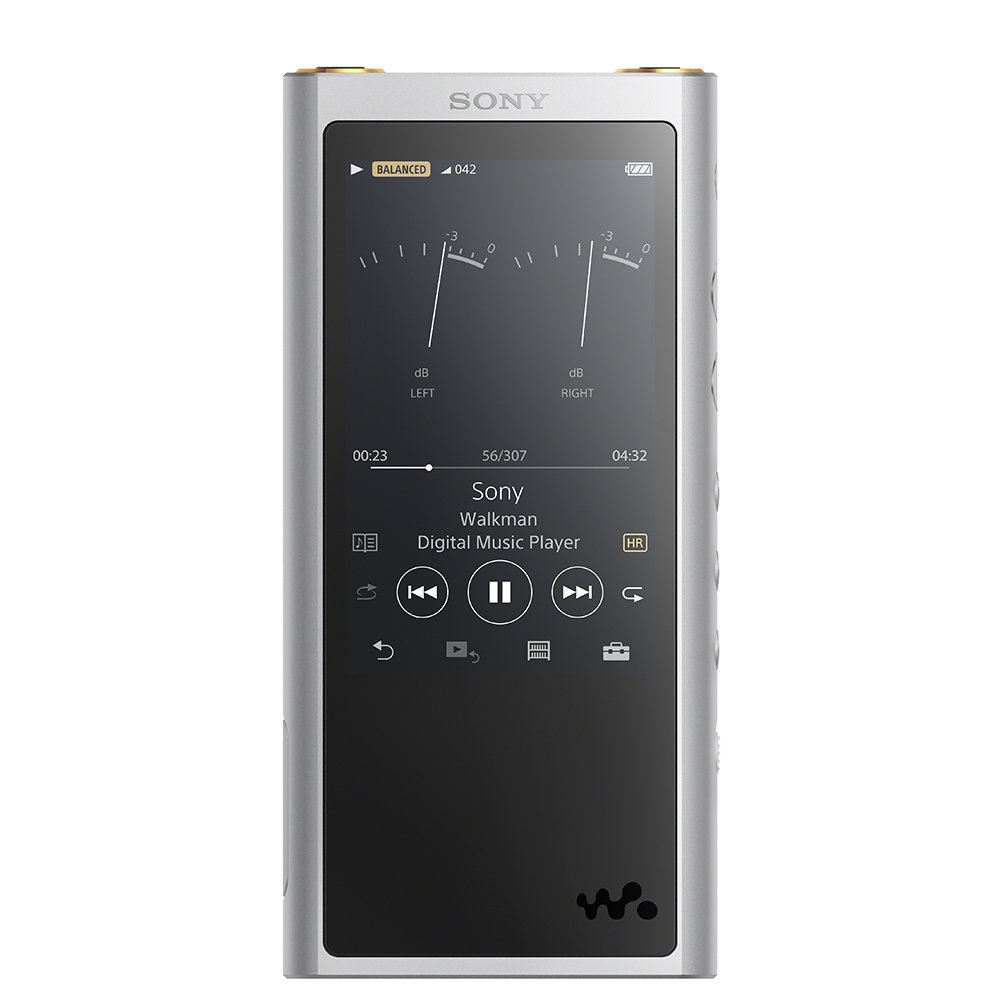 SONY
BALANCED 042
-3 0 -3 0
dB dB
LEFT RIGHT
00:23 56/307 04:32
Sony
Walkman
Digital Music Player
HR